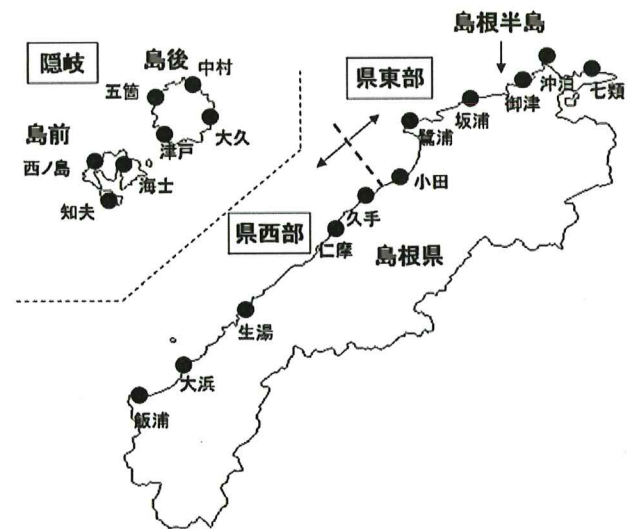 島根半島
隠岐
島後
中村
五箇
県東部
沖泊
七類
御津
坂浦
鷺浦
島前
大久
津戸
西ノ島
海士
知夫
小田
久手
県西部
仁摩
島根県
生湯
大浜
飯浦